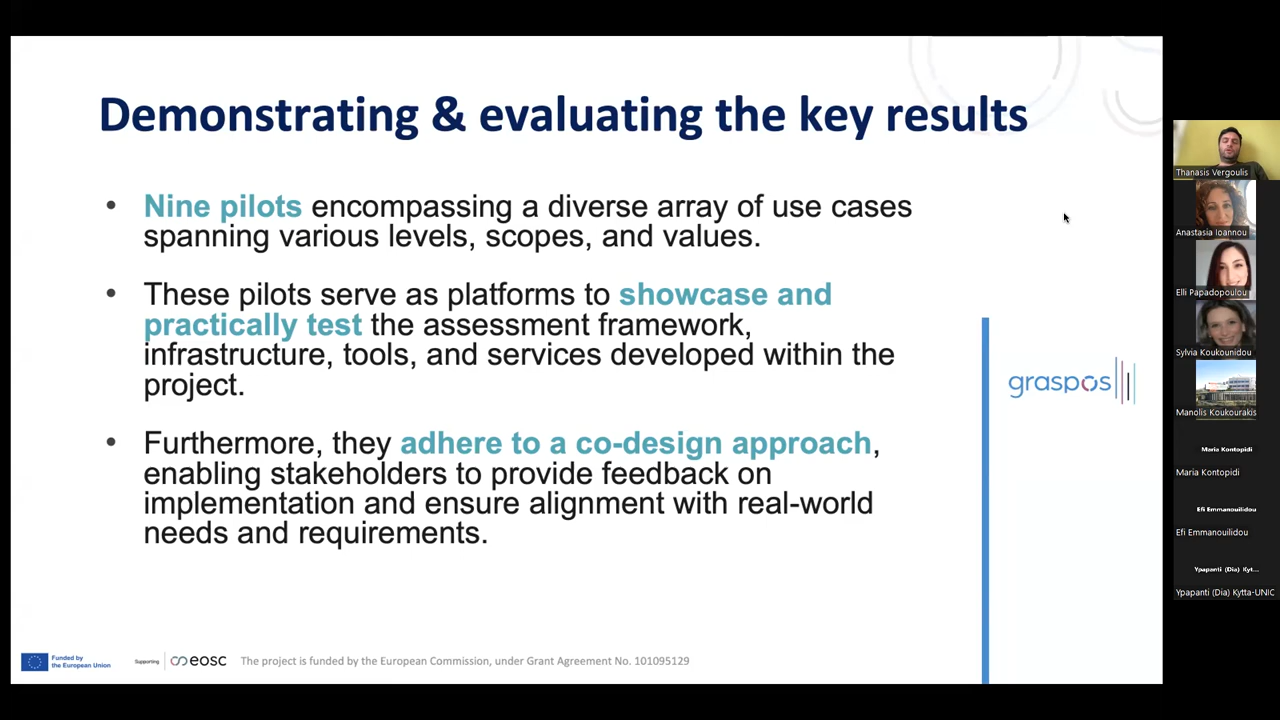 Demonstrating & evaluating the key results
• Nine pilots encompassing a diverse array of use cases
spanning various levels, scopes, and values.
• These pilots serve as platforms to showcase and
practically test the assessment framework,
infrastructure, tools, and services developed within the
project.
• Furthermore, they adhere to a co-design approach,
enabling stakeholders to provide feedback on
implementation and ensure alignment with real-world
needs and requirements.
graspos
Funded by
the European Union
Supporting
eosc
The project is funded by the European Commission, under Grant Agreement No. 101095129
Thanasis Vergoulis
Anastasia Ioannou
Elli Papadopoulou
Sylvia Koukounidou
Manolis Koukourakis
Maria Kontopidi
Maria Kontopidi
Efi Emmanouilidou
Efi Emmanouilidou
Ypapanti (Dia) Kyt...
Ypapanti (Dia) Kytta-UNIC